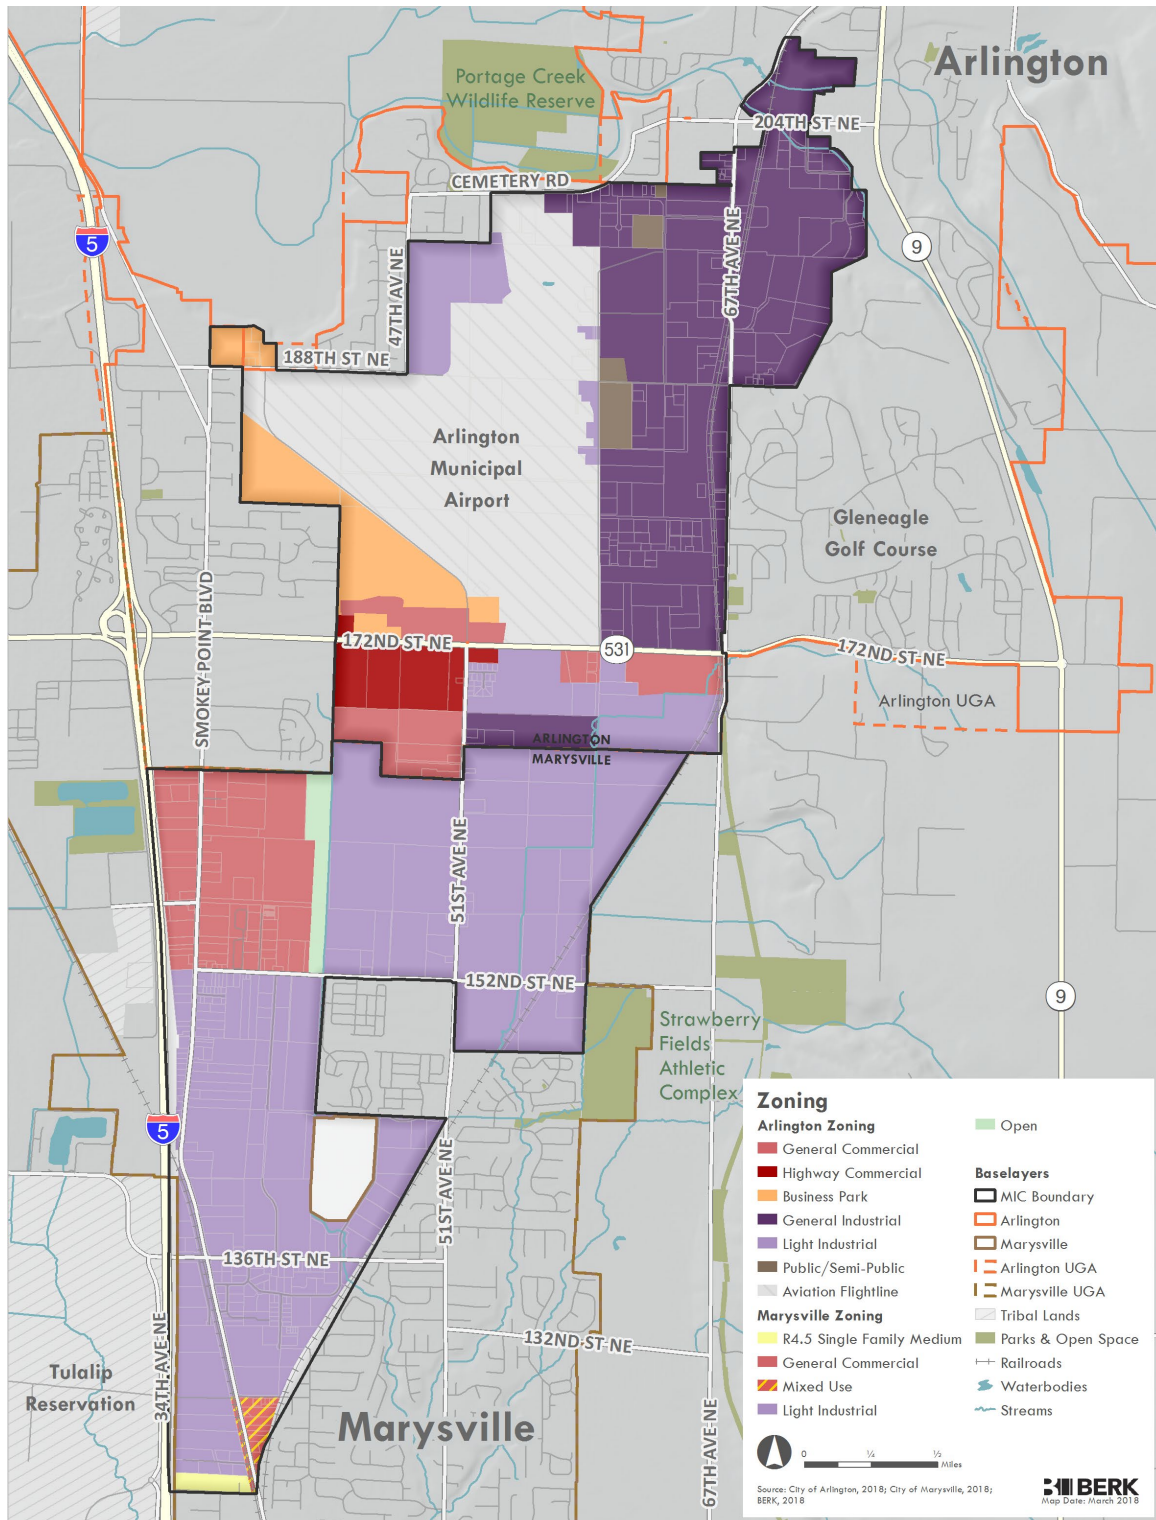 Arlington
Portage Creek
Wildlife Reserve
204TH ST NE
CEMETERY RD
67TH AVE NE
5
9
47TH AV NE
188TH ST NE
Arlington
Municipal
Airport
Gleneagle
Golf Course
SMOKEY POINT BLVD
172ND ST NE
531
172ND ST NE
Arlington UGA
ARLINGTON
MARYSVILLE
51ST AVE NE
152ND ST NE
9
Strawberry
Fields
Athletic
Complex
5
51ST AVE NE
136TH ST NE
132ND ST NE
34TH AVE NE
Tulalip
Reservation
Marysville
67TH AVE NE
Zoning
Arlington Zoning
General Commercial
Highway Commercial
Business Park
General Industrial
Light Industrial
Public/Semi-Public
Aviation Flightline
Marysville Zoning
R4.5 Single Family Medium
General Commercial
Mixed Use
Light Industrial
Open
Baselayers
MIC Boundary
Arlington
Marysville
Arlington UGA
Marysville UGA
Tribal Lands
Parks & Open Space
Railroads
Waterbodies
Streams
0 ¼ ½
Miles
Source: City of Arlington, 2018; City of Marysville, 2018;
BERK, 2018
BERK
Map Date: March 2018